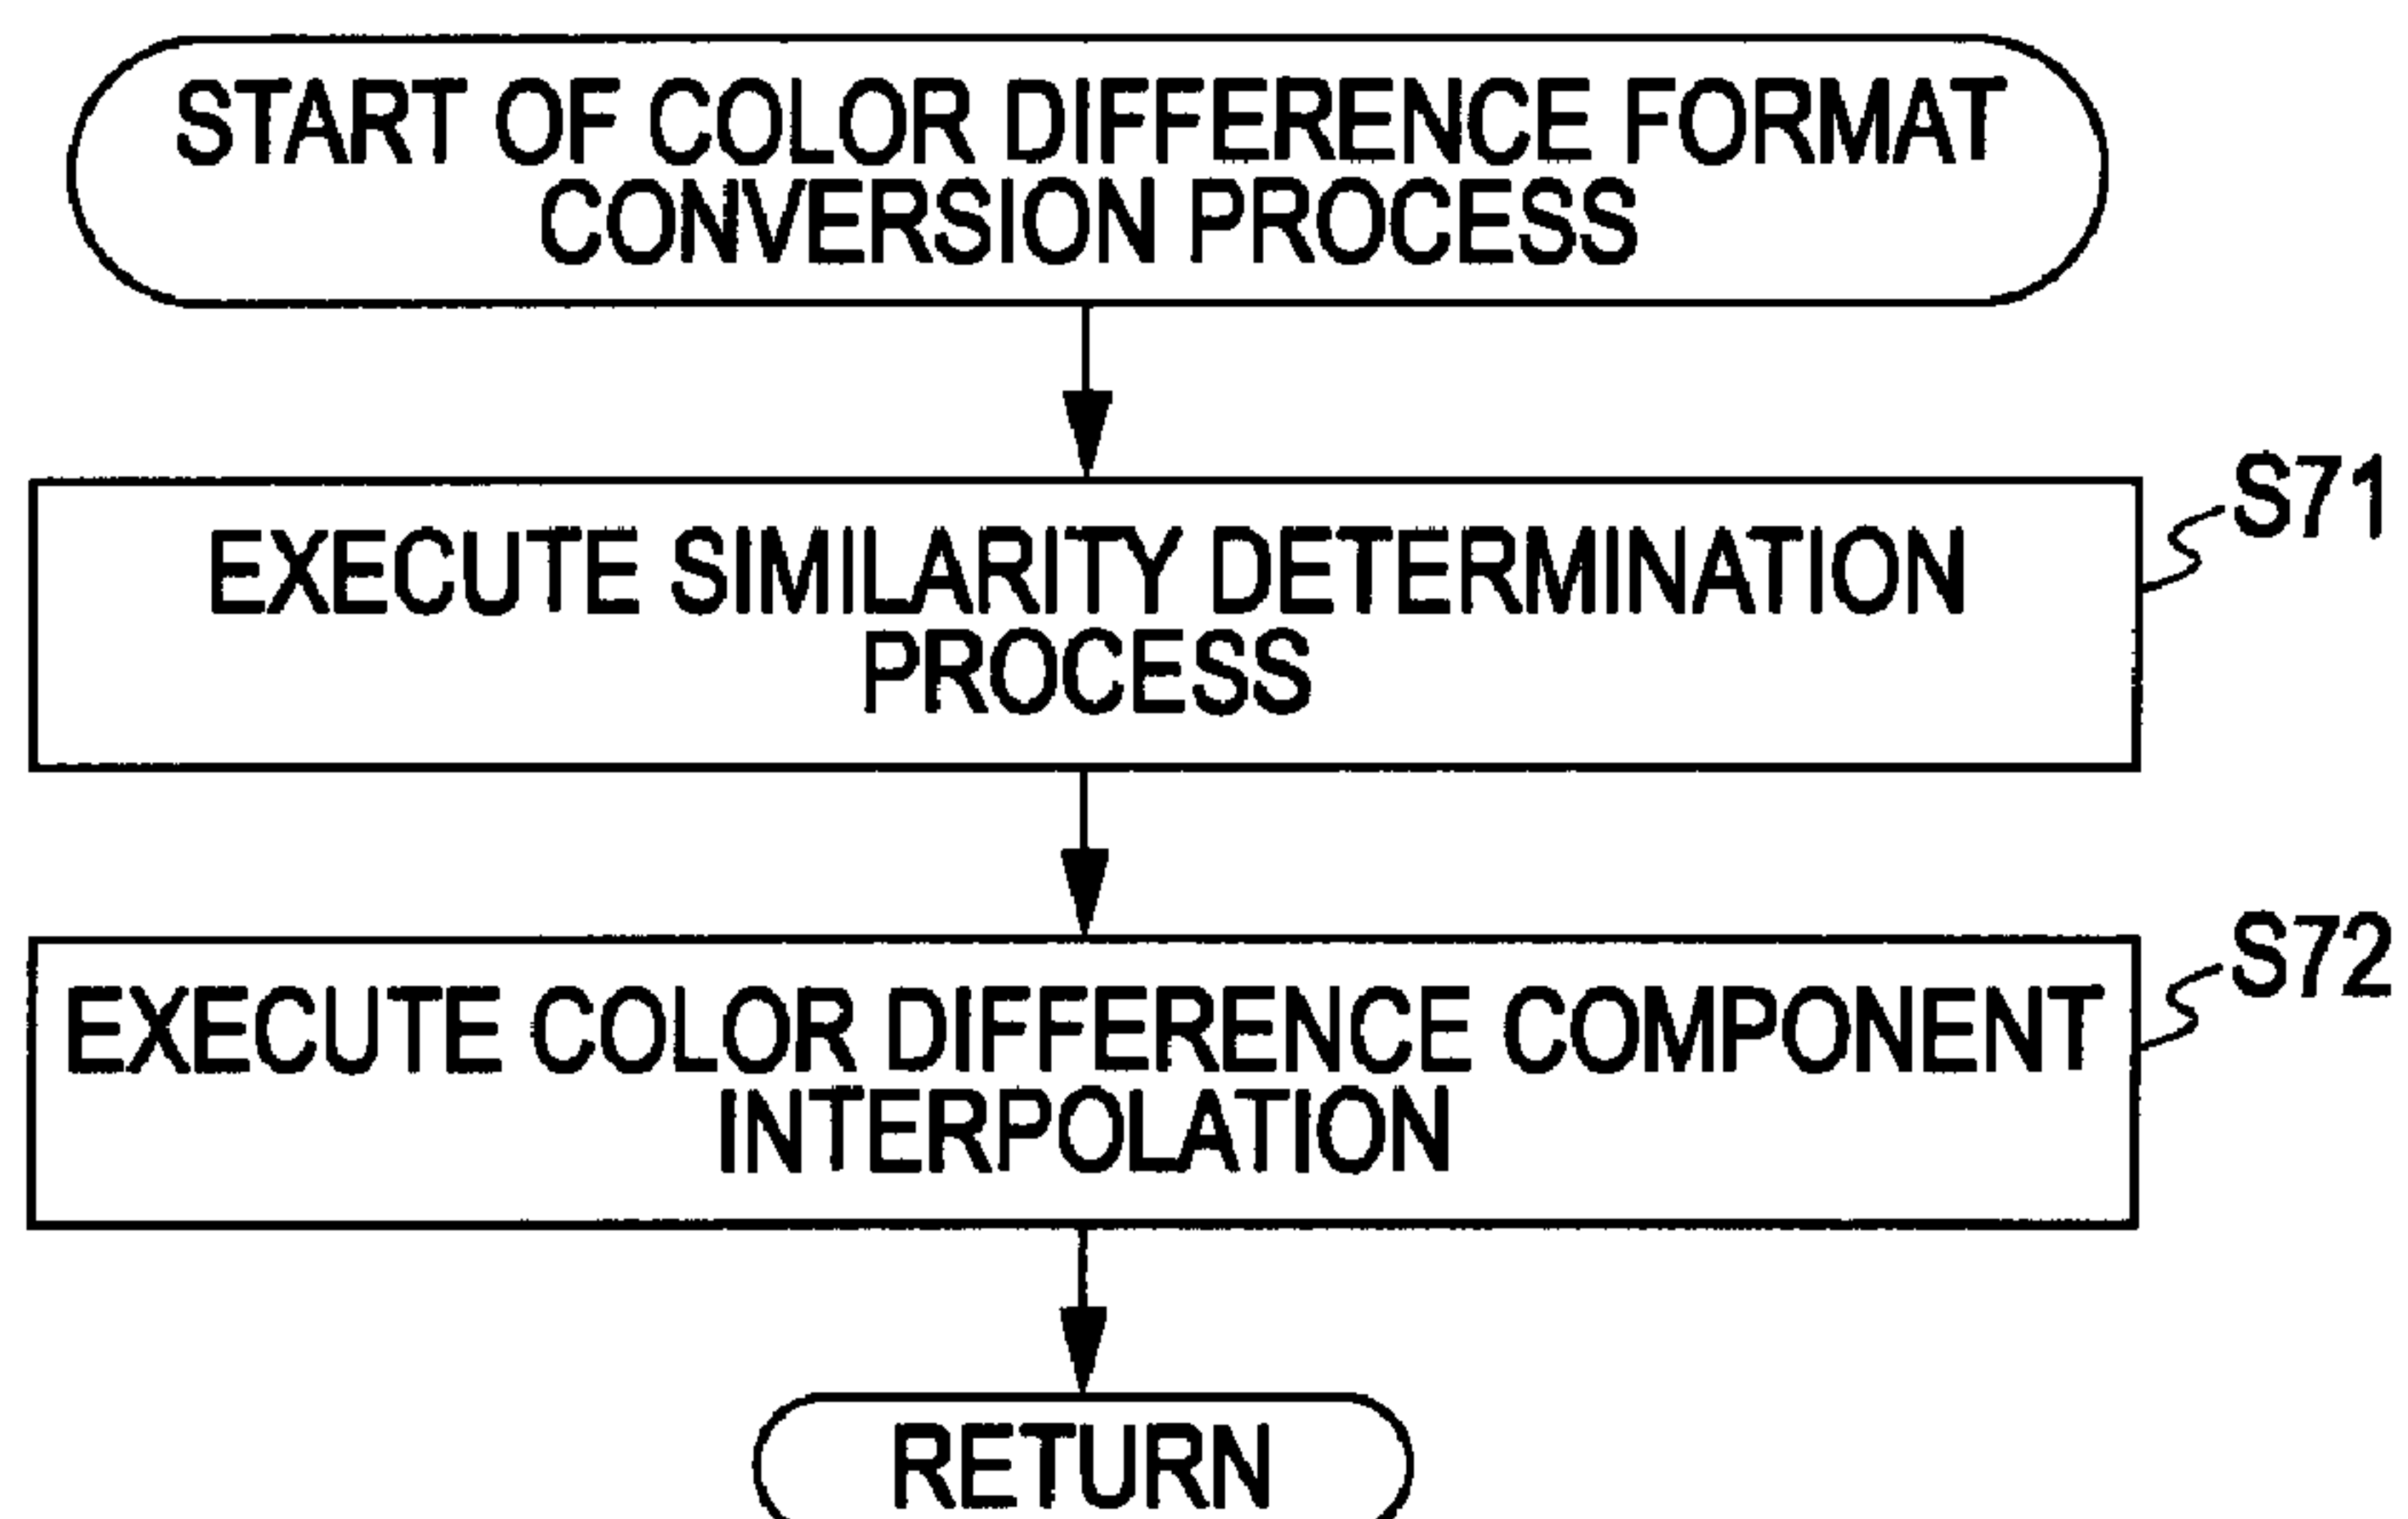 START OF COLOR DIFFERENCE FORMAT
CONVERSION PROCESS
EXECUTE SIMILARITY DETERMINATION
PROCESS
S71
EXECUTE COLOR DIFFERENCE COMPONENT
INTERPOLATION
S72
RETURN